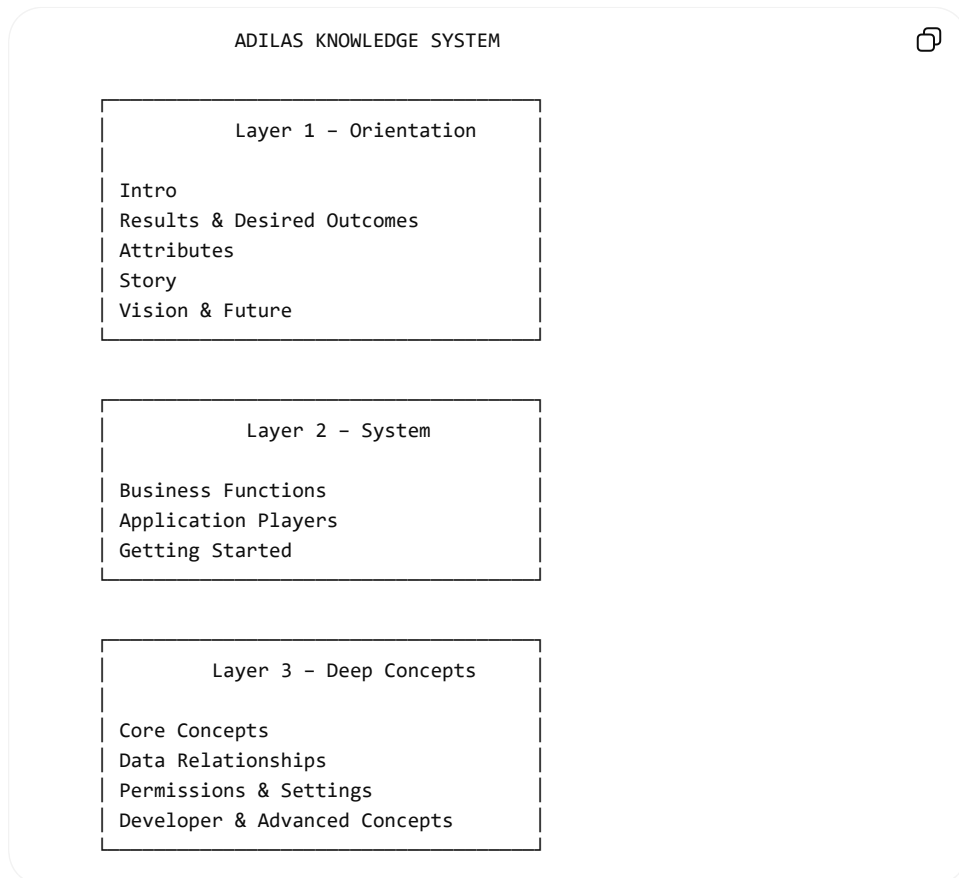 ADILAS KNOWLEDGE SYSTEM
Layer 1 – Orientation
Intro
Results & Desired Outcomes
Attributes
Story
Vision & Future
Layer 2 – System
Business Functions
Application Players
Getting Started
Layer 3 – Deep Concepts
Core Concepts
Data Relationships
Permissions & Settings
Developer & Advanced Concepts